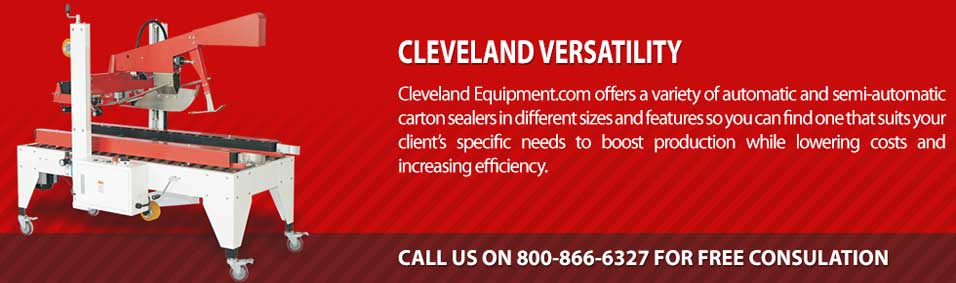 CLEVELAND VERSATILITY
Cleveland Equipment.com offers a variety of automatic and semi-automatic
carton sealers in different sizes and features so you can find one that suits your
client's specific needs to boost production while lowering costs and
increasing efficiency.
CALL US ON 800-866-6327 FOR FREE CONSULATION